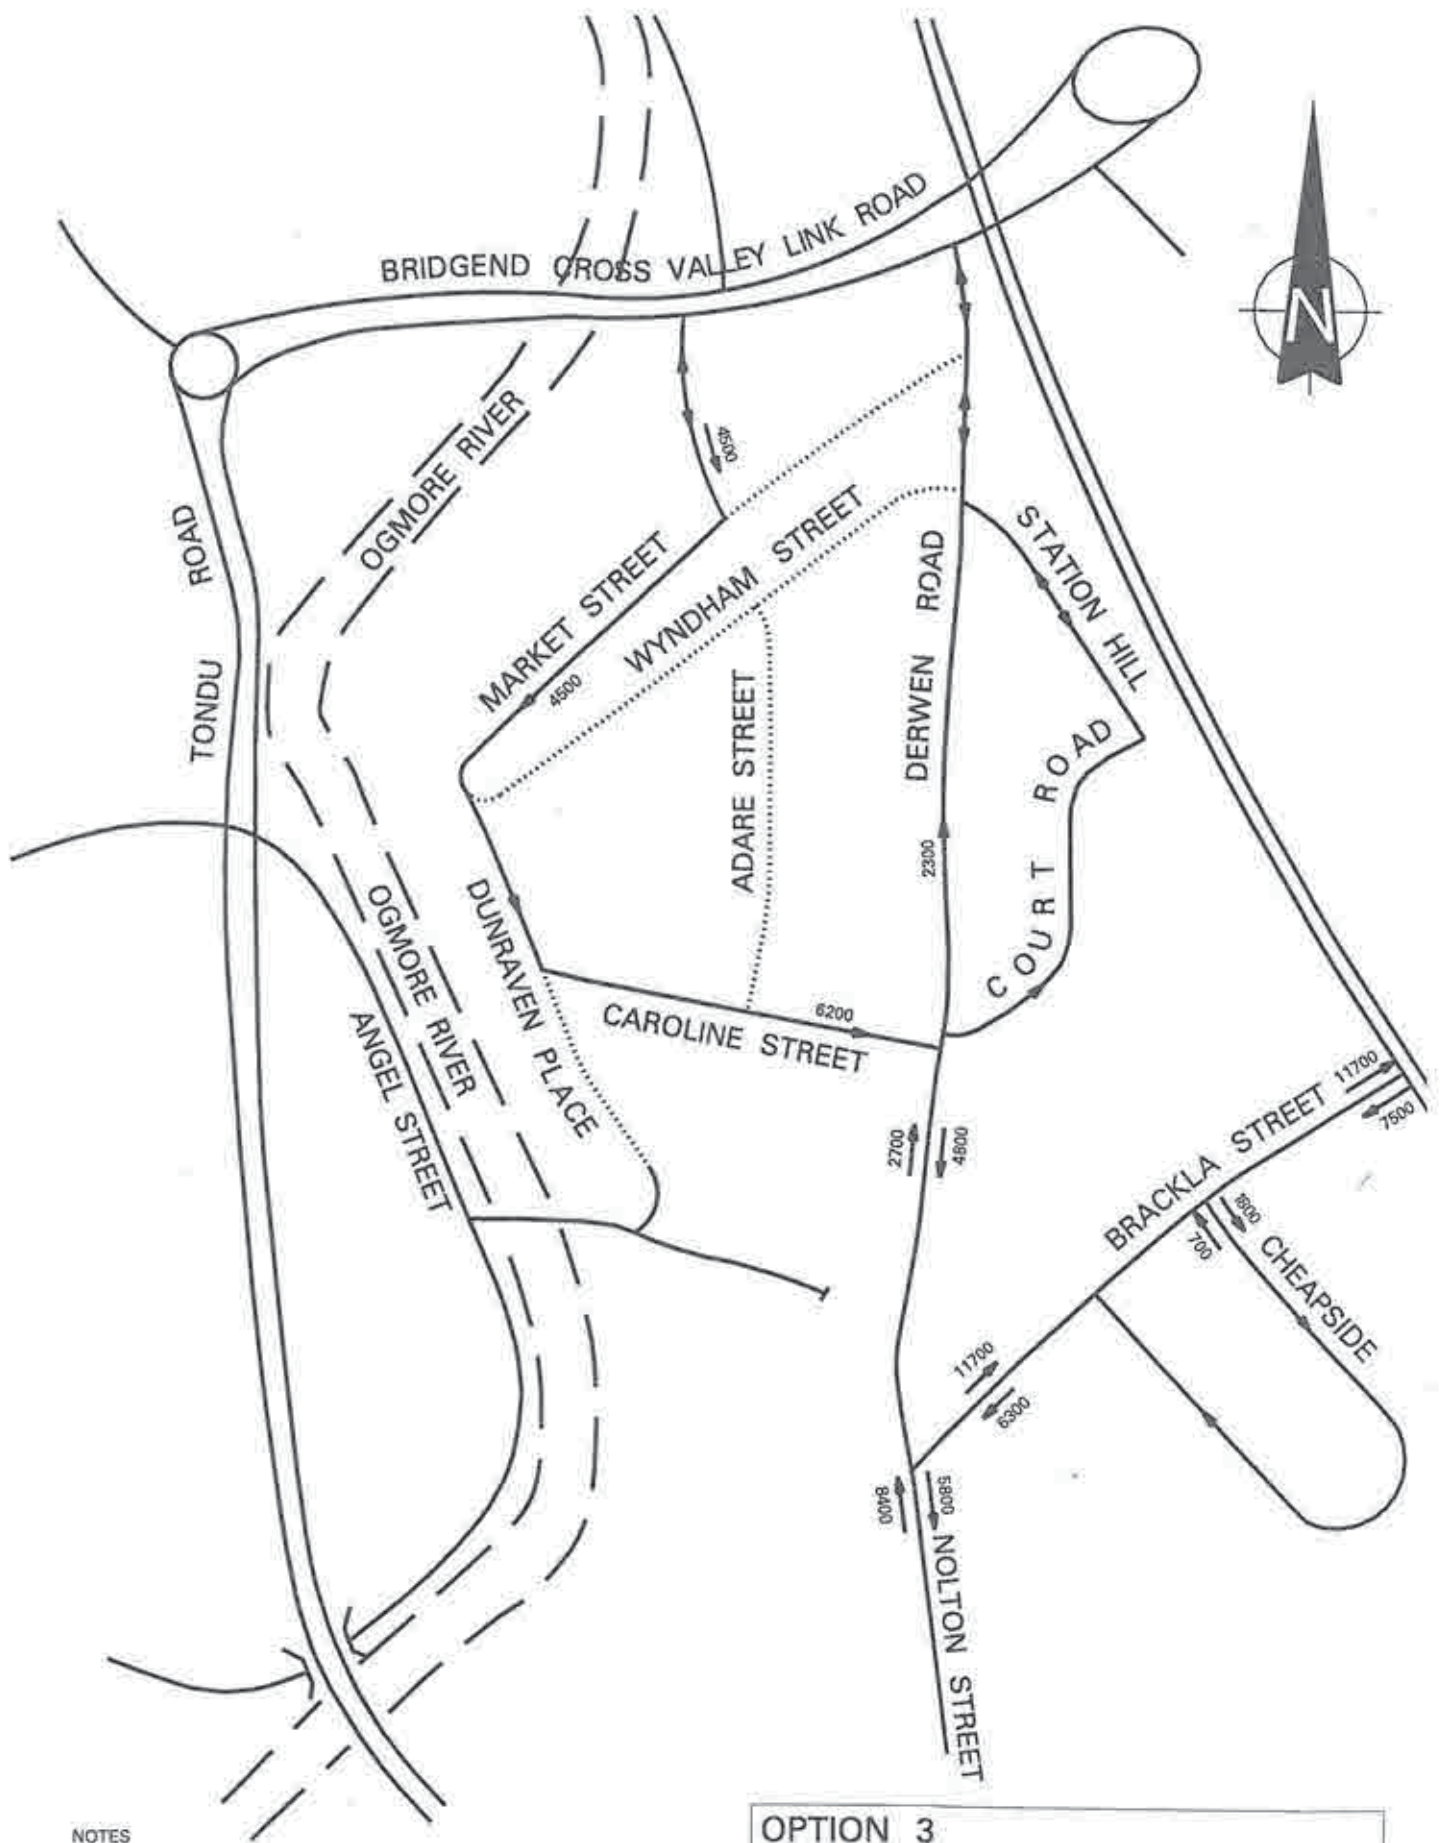 BRIDGEND CROSS VALLEY LINK ROAD
N
OGMORE RIVER
4500
TONDU ROAD
MARKET STREET
4500
WYNDHAM STREET
STATION HILL
ADARE STREET
DERWEN ROAD
2300
COURT ROAD
OGMORE RIVER
DUNRAVEN PLACE
ANGEL STREET
CAROLINE STREET
6200
2700
4800
BRACKLA STREET
11700
7500
1800
700
CHEAPSIDE
11700
6300
8400
5800
NOLTON STREET
NOTES
OPTION 3